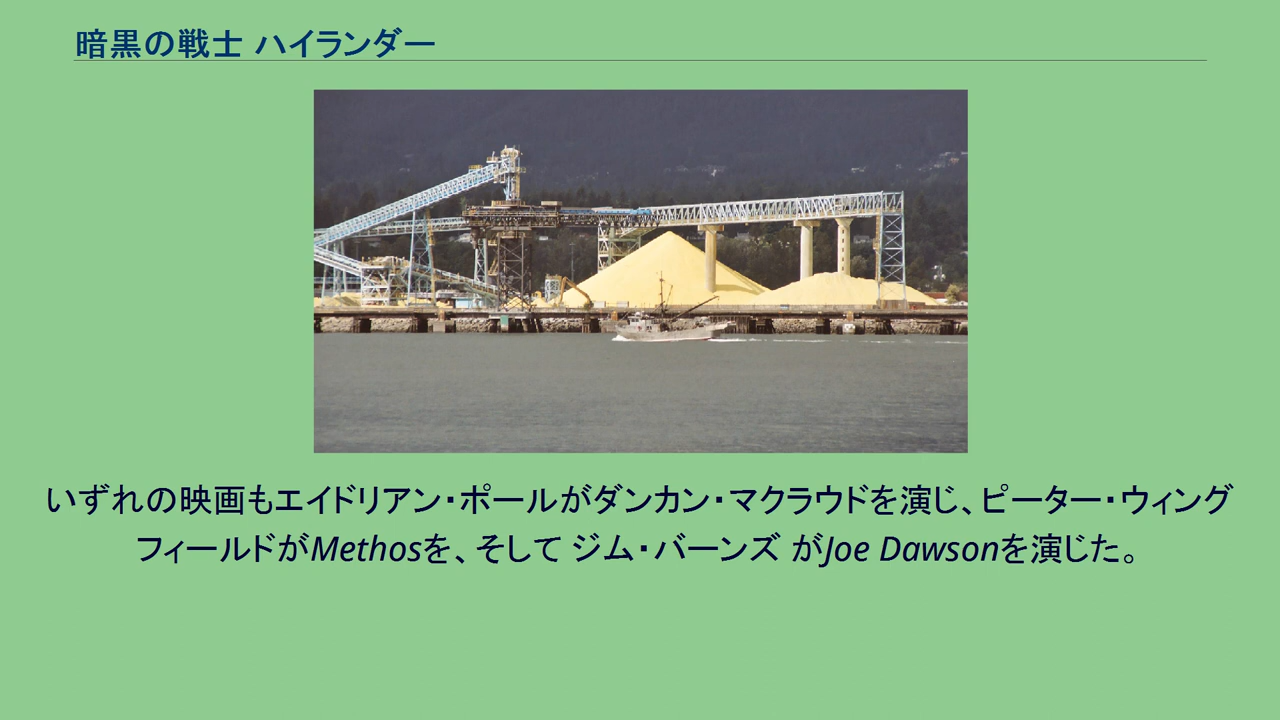 暗黒の戦士 ハイランダー
いずれの映画もエイドリアン・ポールがダンカン・マクラウドを演じ、ピーター・ウィング
フィールドがMethosを、そして ジム・バーンズ がJoe Dawsonを演じた。